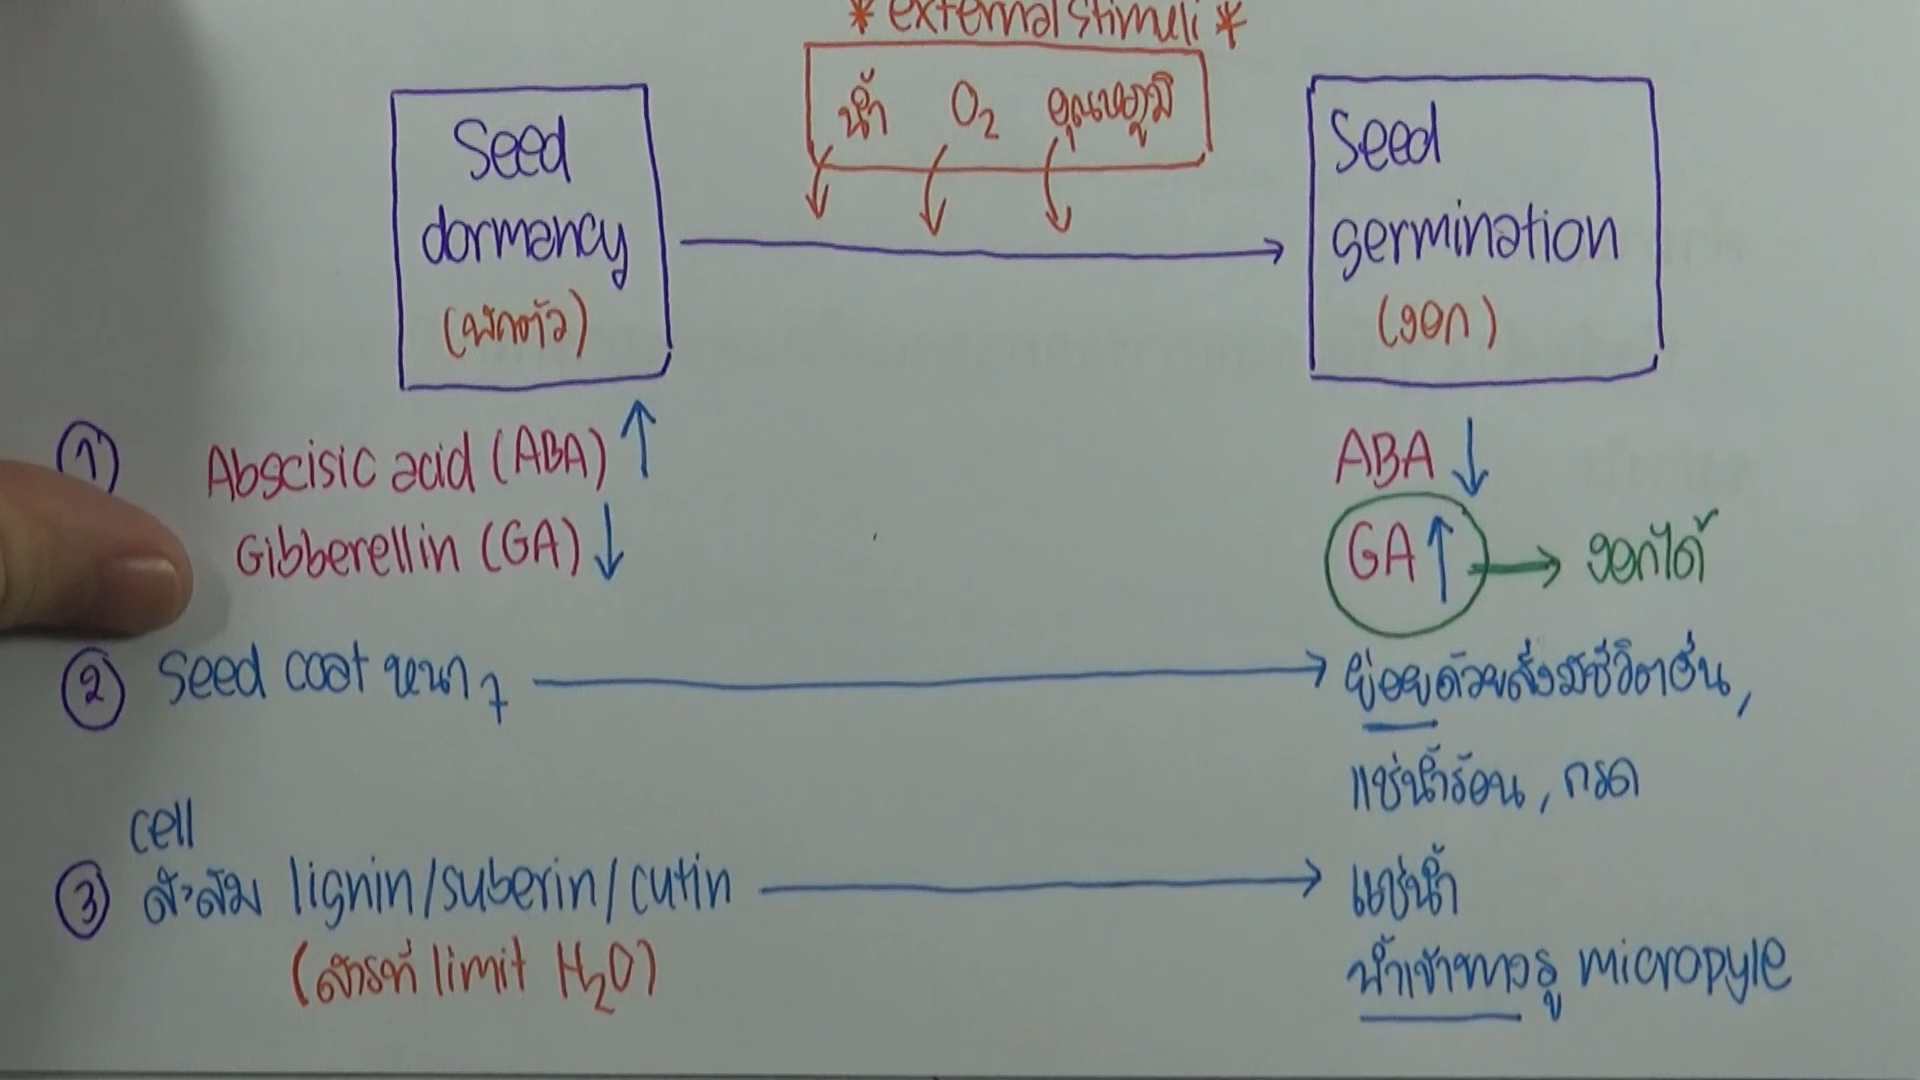 * external stimuli *
น้ำ O₂ อุณหภูมิ
Seed
dormancy
(พักตัว)
Seed
germination
(งอก)
① Abscisic acid (ABA) ↑
Gibberellin (GA) ↓
ABA ↓
GA ↑ → งอกได้
② Seed coat หนา ๆ → ย่อยด้วยสิ่งมีชีวิตอื่น,
แช่น้ำร้อน, กรด
cell
③ สะสม lignin/suberin/cutin → แช่น้ำ
(สารที่ limit H₂O)
น้ำเข้าทางรู micropyle